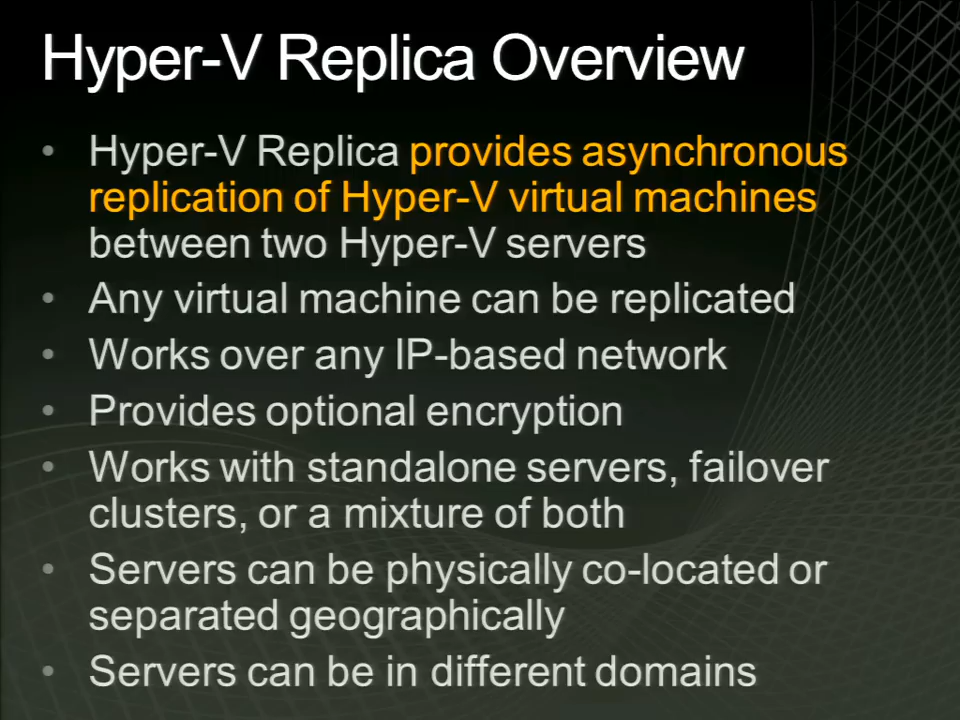 Hyper-V Replica Overview
• Hyper-V Replica provides asynchronous
replication of Hyper-V virtual machines
between two Hyper-V servers
• Any virtual machine can be replicated
• Works over any IP-based network
• Provides optional encryption
• Works with standalone servers, failover
clusters, or a mixture of both
• Servers can be physically co-located or
separated geographically
• Servers can be in different domains